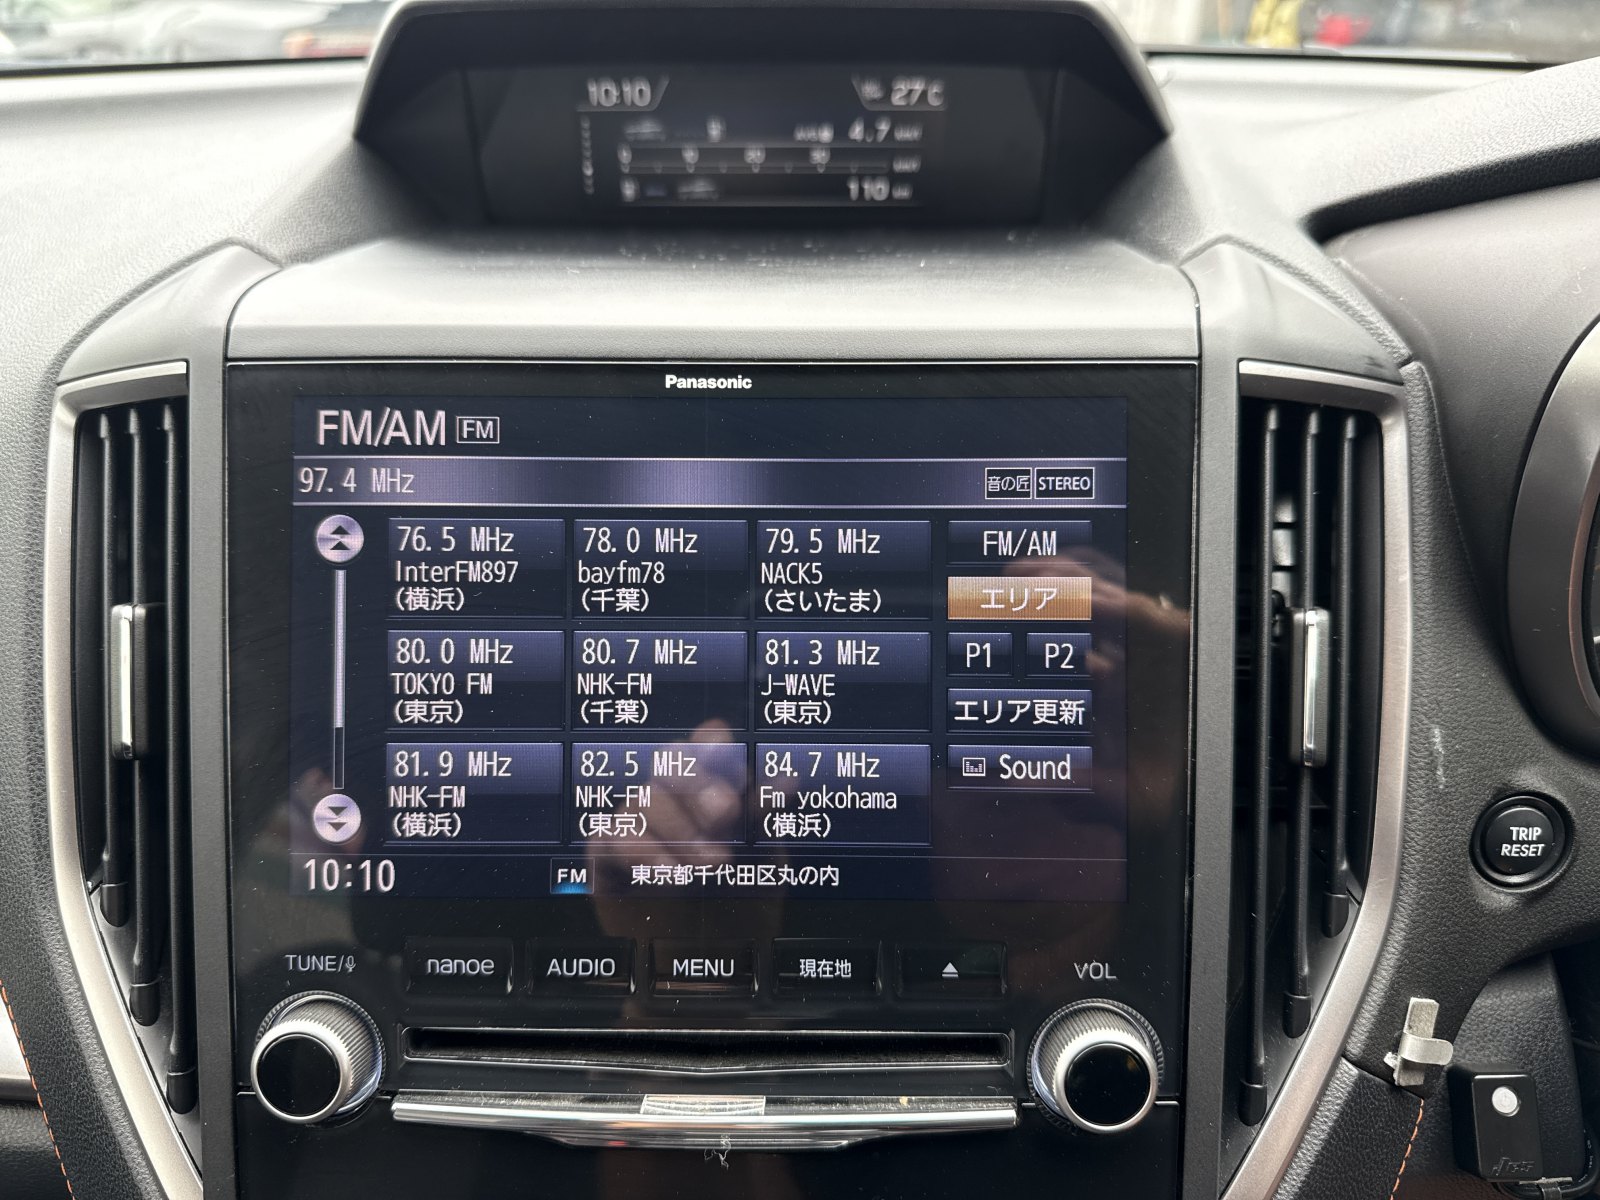 10:10
27℃
4.7
0 10 20 30
110
Panasonic
FM/AM FM
97.4 MHz
音の匠 STEREO
76.5 MHz
InterFM897
(横浜)
78.0 MHz
bayfm78
(千葉)
79.5 MHz
NACK5
(さいたま)
FM/AM
エリア
80.0 MHz
TOKYO FM
(東京)
80.7 MHz
NHK-FM
(千葉)
81.3 MHz
J-WAVE
(東京)
P1 P2
エリア更新
81.9 MHz
NHK-FM
(横浜)
82.5 MHz
NHK-FM
(東京)
84.7 MHz
Fm yokohama
(横浜)
Sound
10:10 FM 東京都千代田区丸の内
TUNE/
nanoe
AUDIO
MENU
現在地
VOL
TRIP
RESET